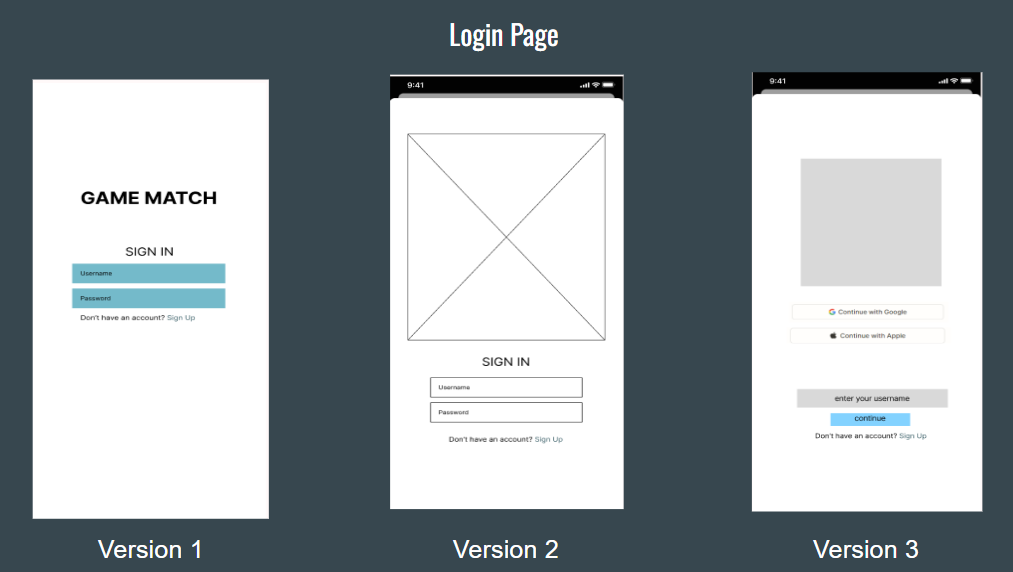 Login Page
GAME MATCH
SIGN IN
Username
Password
Don't have an account? Sign Up
Version 1
9:41
SIGN IN
Username
Password
Don't have an account? Sign Up
Version 2
9:41
Continue with Google
Continue with Apple
enter your username
continue
Don't have an account? Sign Up
Version 3